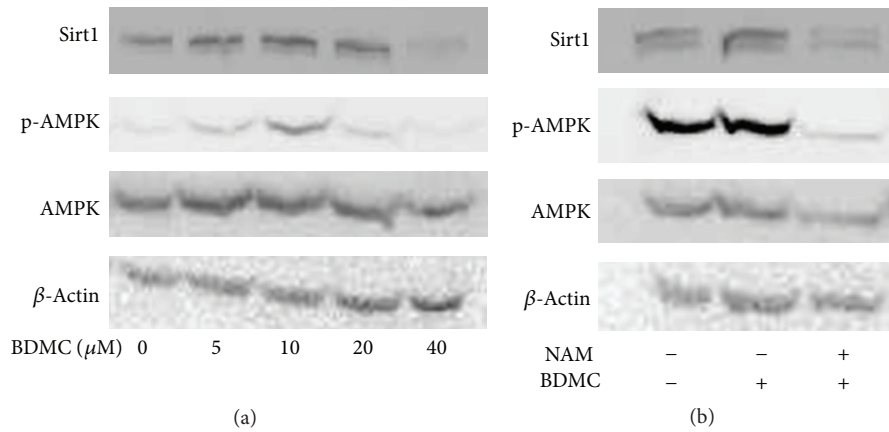 Sirt1
p-AMPK
AMPK
β-Actin
BDMC (μM) 0 5 10 20 40
(a)
Sirt1
p-AMPK
AMPK
β-Actin
NAM − − +
BDMC − + +
(b)